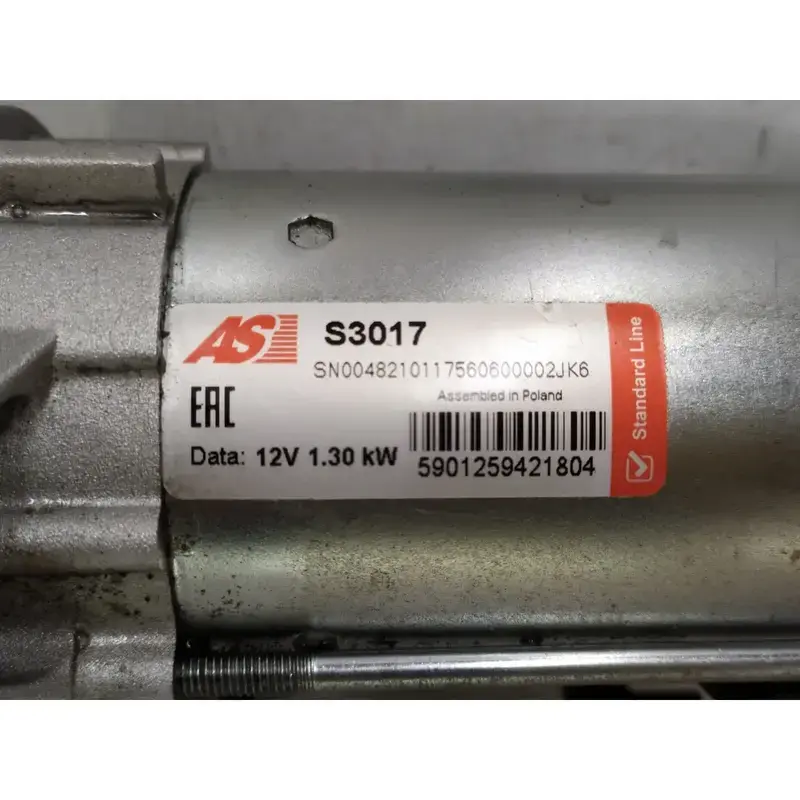 AS
S3017
SN0048210117560600002JK6
Assembled in Poland
EAC
Data: 12V 1.30 kW
5901259421804
Standard Line